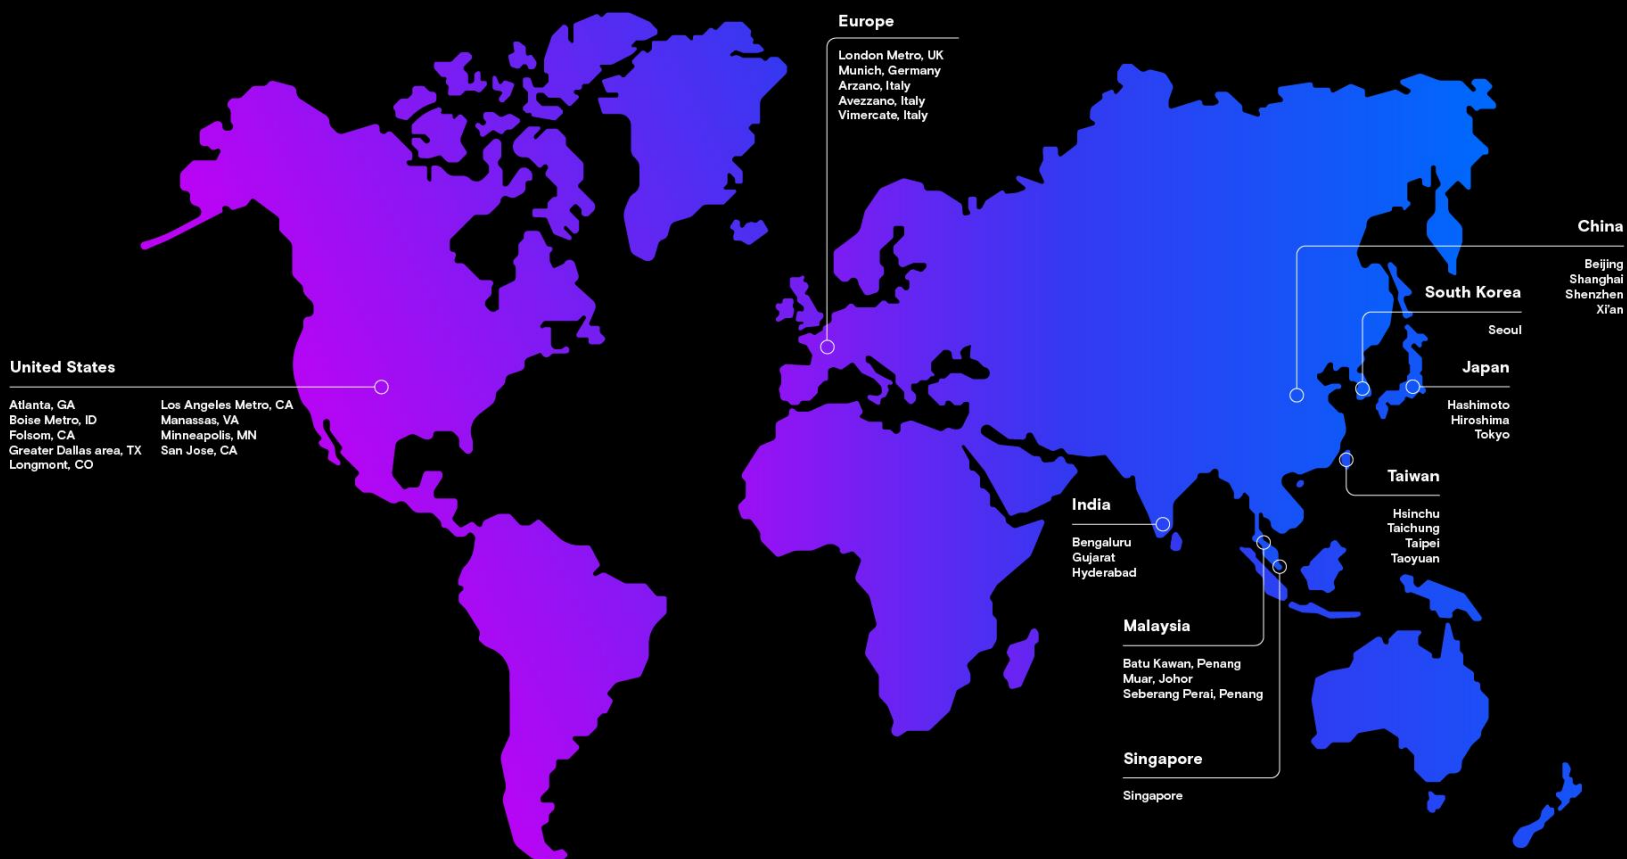 Europe
London Metro, UK
Munich, Germany
Arzano, Italy
Avezzano, Italy
Vimercate, Italy
China
Beijing
Shanghai
Shenzhen
Xi'an
South Korea
Seoul
United States
Atlanta, GA
Boise Metro, ID
Folsom, CA
Greater Dallas area, TX
Longmont, CO
Los Angeles Metro, CA
Manassas, VA
Minneapolis, MN
San Jose, CA
Japan
Hashimoto
Hiroshima
Tokyo
Taiwan
Hsinchu
Taichung
Taipei
Taoyuan
India
Bengaluru
Gujarat
Hyderabad
Malaysia
Batu Kawan, Penang
Muar, Johor
Seberang Perai, Penang
Singapore
Singapore